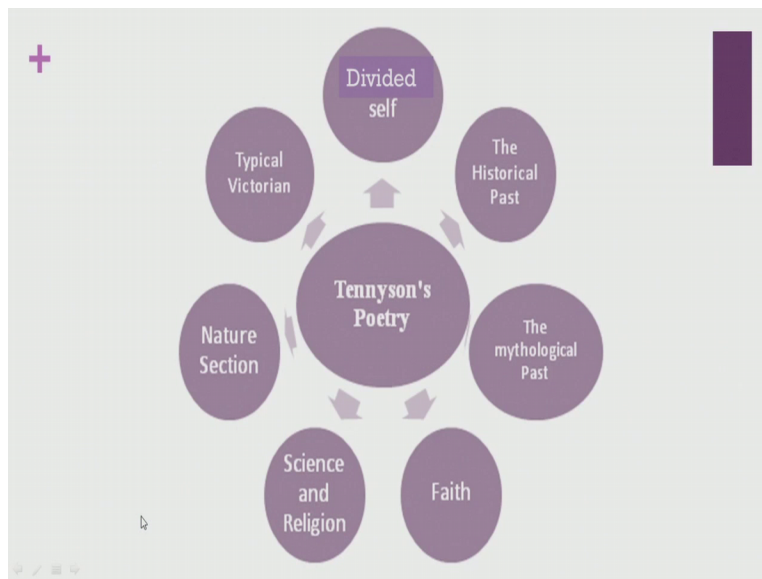 Divided
self
The
Historical
Past
The
mythological
Past
Faith
Science
and
Religion
Nature
Section
Typical
Victorian
Tennyson's
Poetry